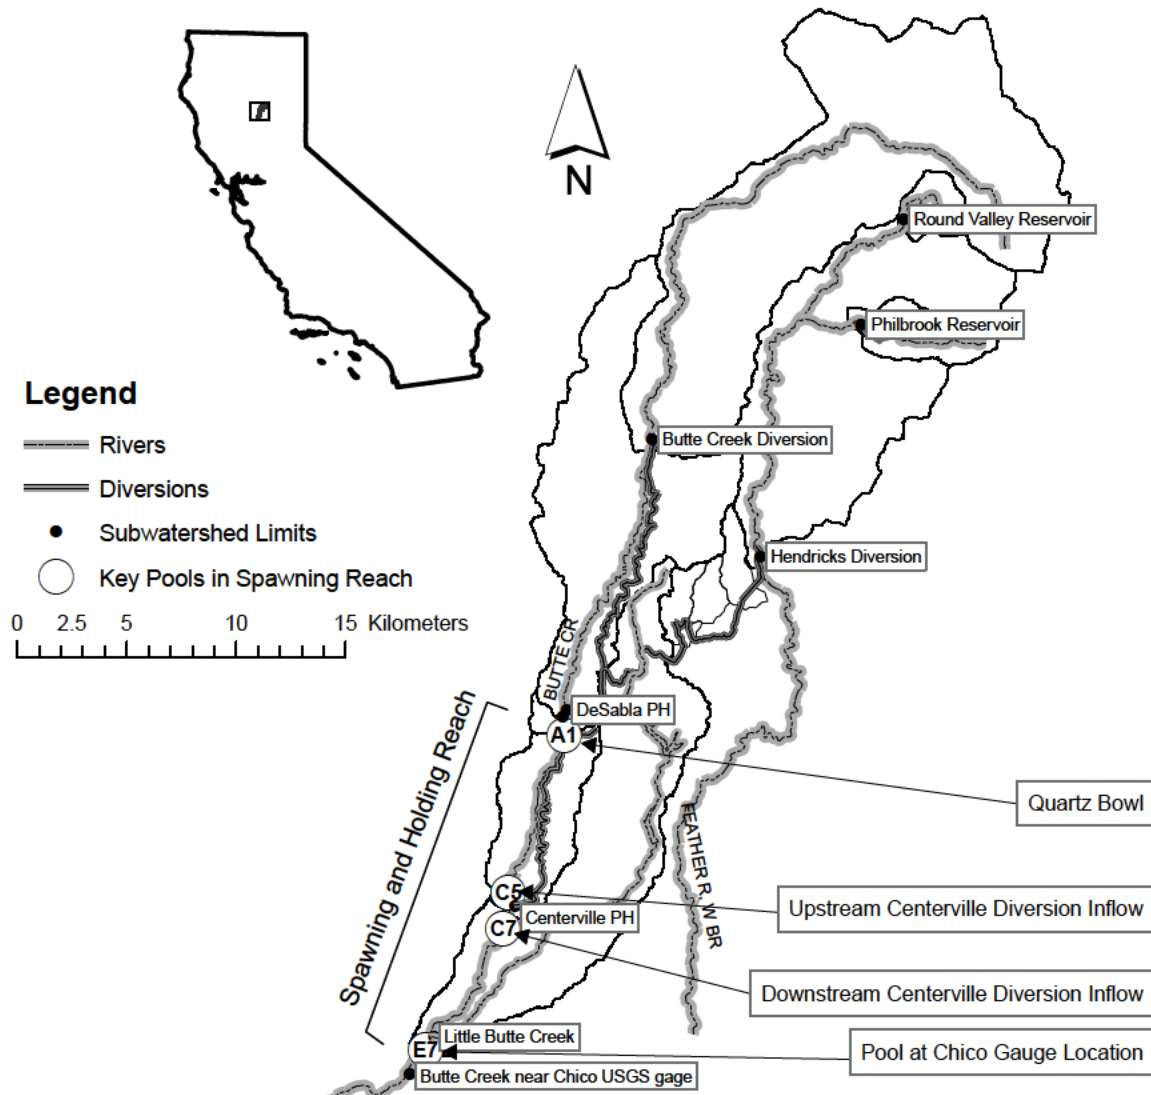 N
Round Valley Reservoir
Philbrook Reservoir
Legend
Rivers
Diversions
Subwatershed Limits
Key Pools in Spawning Reach
0 2.5 5 10 15 Kilometers
Butte Creek Diversion
Hendricks Diversion
BUTTE CR
DeSabla PH
A1
Quartz Bowl
Spawning and Holding Reach
FEATHER R, W BR
C5
Upstream Centerville Diversion Inflow
Centerville PH
C7
Downstream Centerville Diversion Inflow
Little Butte Creek
E7
Pool at Chico Gauge Location
Butte Creek near Chico USGS gage